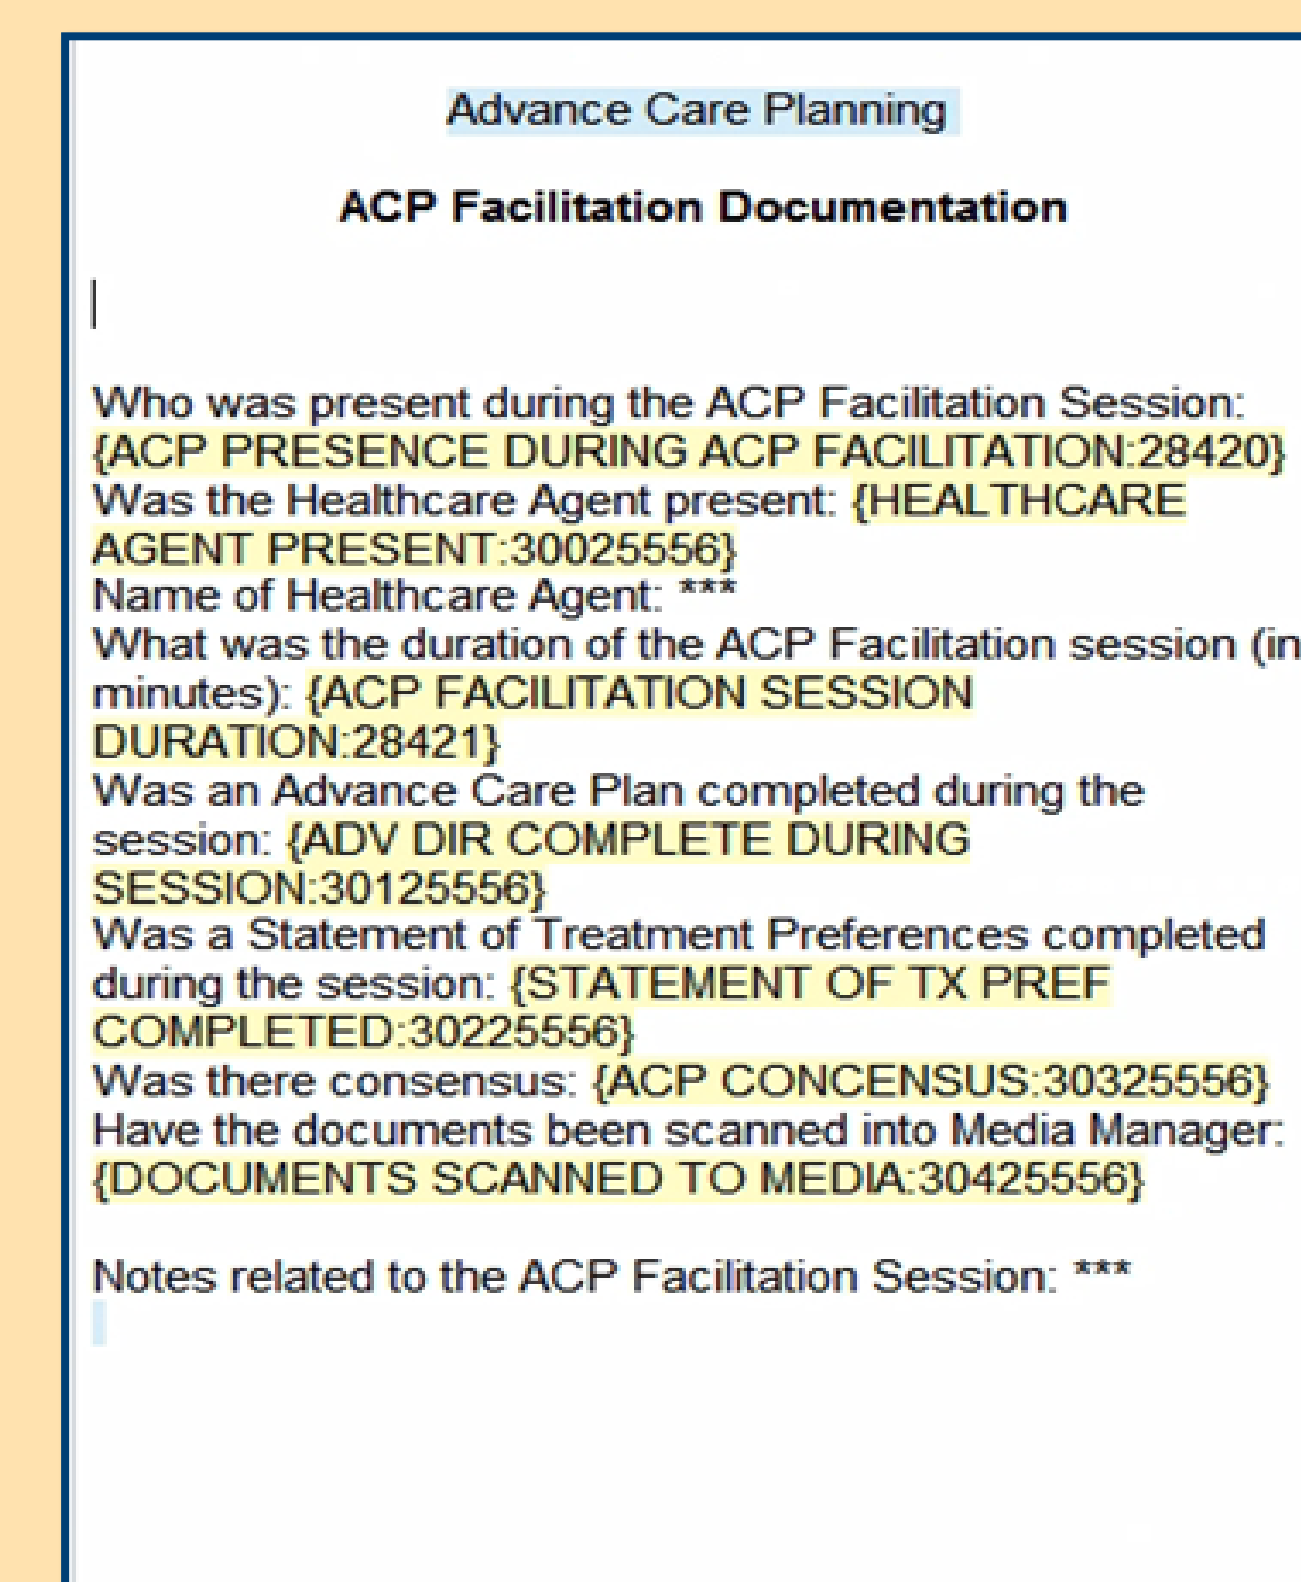 Advance Care Planning
ACP Facilitation Documentation
Who was present during the ACP Facilitation Session:
{ACP PRESENCE DURING ACP FACILITATION:28420}
Was the Healthcare Agent present: {HEALTHCARE
AGENT PRESENT:30025556}
Name of Healthcare Agent: ***
What was the duration of the ACP Facilitation session (in
minutes): {ACP FACILITATION SESSION
DURATION:28421}
Was an Advance Care Plan completed during the
session: {ADV DIR COMPLETE DURING
SESSION:30125556}
Was a Statement of Treatment Preferences completed
during the session: {STATEMENT OF TX PREF
COMPLETED:30225556}
Was there consensus: {ACP CONCENSUS:30325556}
Have the documents been scanned into Media Manager:
{DOCUMENTS SCANNED TO MEDIA:30425556}
Notes related to the ACP Facilitation Session: ***